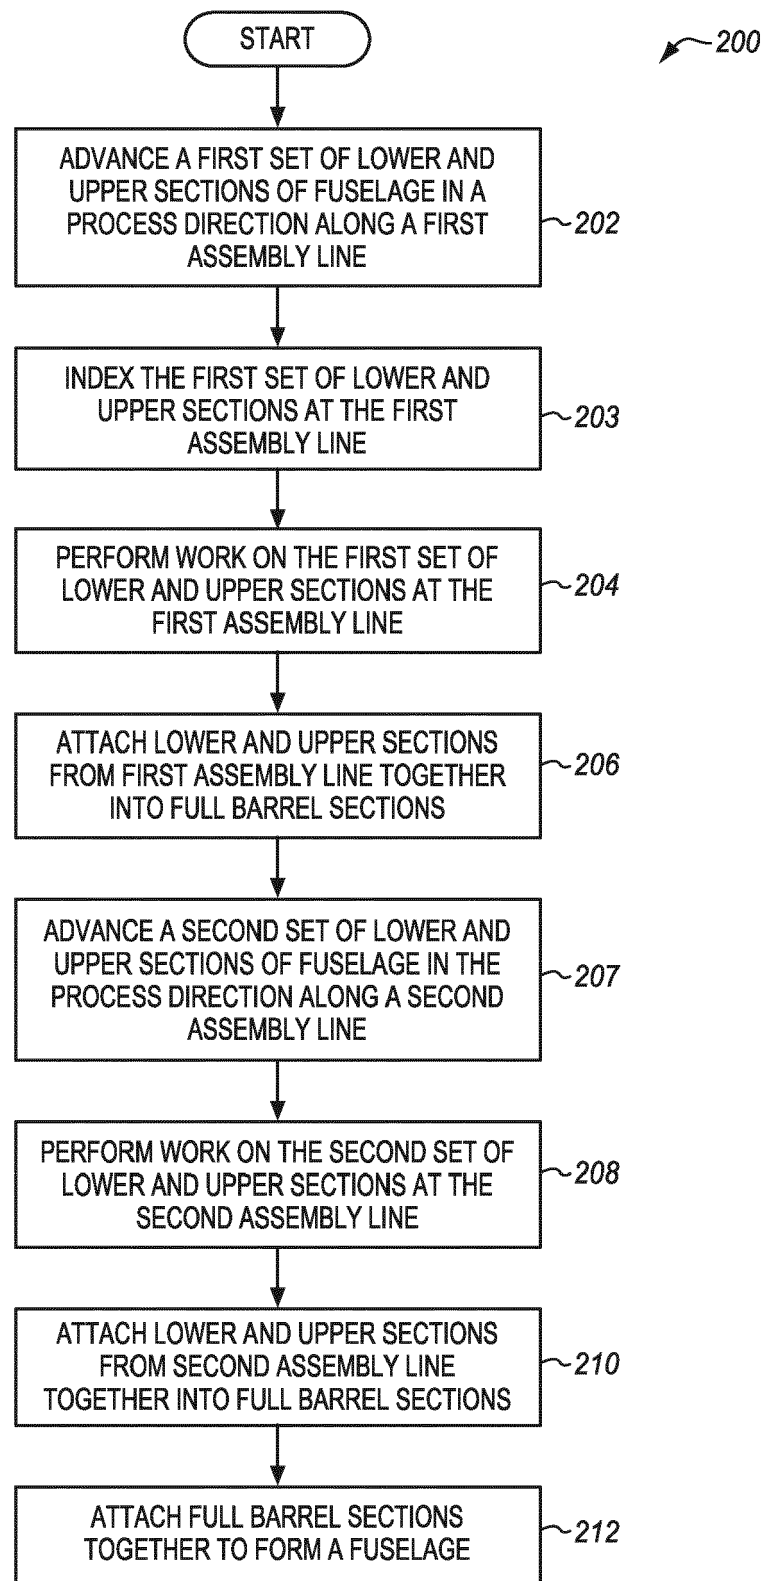 START
200
ADVANCE A FIRST SET OF LOWER AND
UPPER SECTIONS OF FUSELAGE IN A
PROCESS DIRECTION ALONG A FIRST
ASSEMBLY LINE
202
INDEX THE FIRST SET OF LOWER AND
UPPER SECTIONS AT THE FIRST
ASSEMBLY LINE
203
PERFORM WORK ON THE FIRST SET OF
LOWER AND UPPER SECTIONS AT THE
FIRST ASSEMBLY LINE
204
ATTACH LOWER AND UPPER SECTIONS
FROM FIRST ASSEMBLY LINE TOGETHER
INTO FULL BARREL SECTIONS
206
ADVANCE A SECOND SET OF LOWER AND
UPPER SECTIONS OF FUSELAGE IN THE
PROCESS DIRECTION ALONG A SECOND
ASSEMBLY LINE
207
PERFORM WORK ON THE SECOND SET OF
LOWER AND UPPER SECTIONS AT THE
SECOND ASSEMBLY LINE
208
ATTACH LOWER AND UPPER SECTIONS
FROM SECOND ASSEMBLY LINE
TOGETHER INTO FULL BARREL SECTIONS
210
ATTACH FULL BARREL SECTIONS
TOGETHER TO FORM A FUSELAGE
212